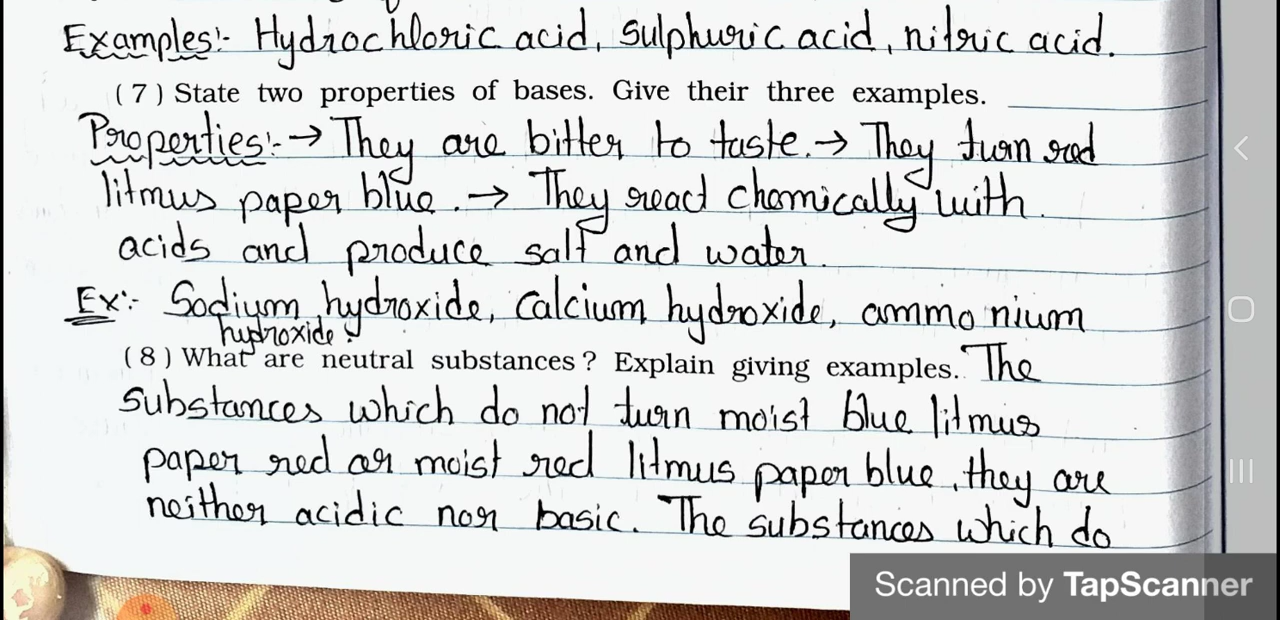 Examples:- Hydrochloric acid, sulphuric acid, nitric acid.
(7) State two properties of bases. Give their three examples.
Properties:- → They are bitter to taste. → They turn red
litmus paper blue. → They react chemically with
acids and produce salt and water.
Ex:- Sodium hydroxide, Calcium hydroxide, ammonium
hydroxide.
(8) What are neutral substances? Explain giving examples. The
substances which do not turn moist blue litmus
paper red or moist red litmus paper blue, they are
neither acidic nor basic. The substances which do
Scanned by TapScanner